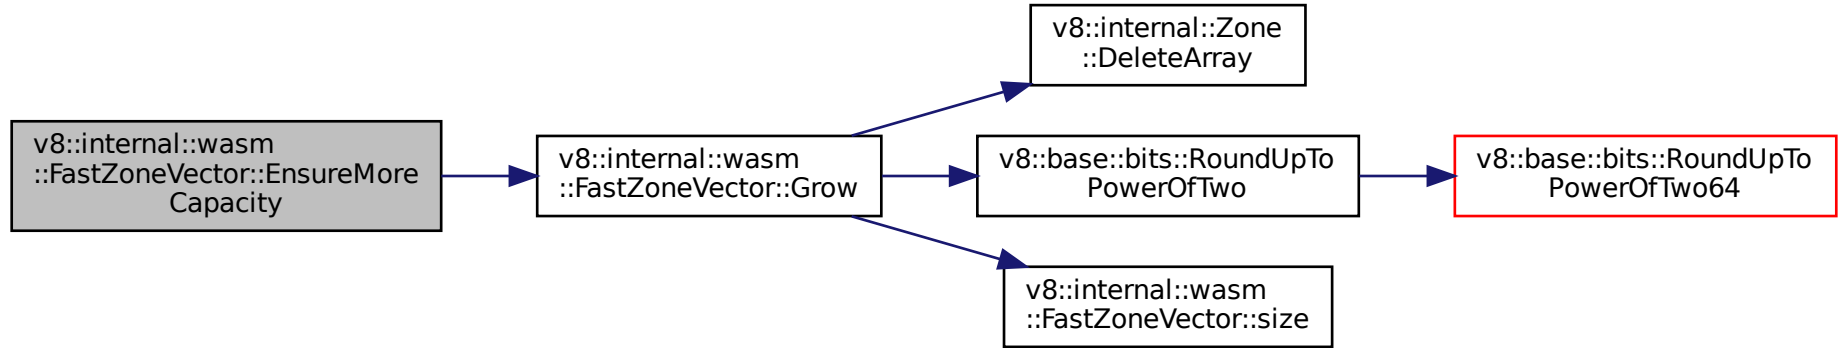 v8::internal::wasm
::FastZoneVector::EnsureMore
Capacity
v8::internal::wasm
::FastZoneVector::Grow
v8::internal::Zone
::DeleteArray
v8::base::bits::RoundUpTo
PowerOfTwo
v8::base::bits::RoundUpTo
PowerOfTwo64
v8::internal::wasm
::FastZoneVector::size